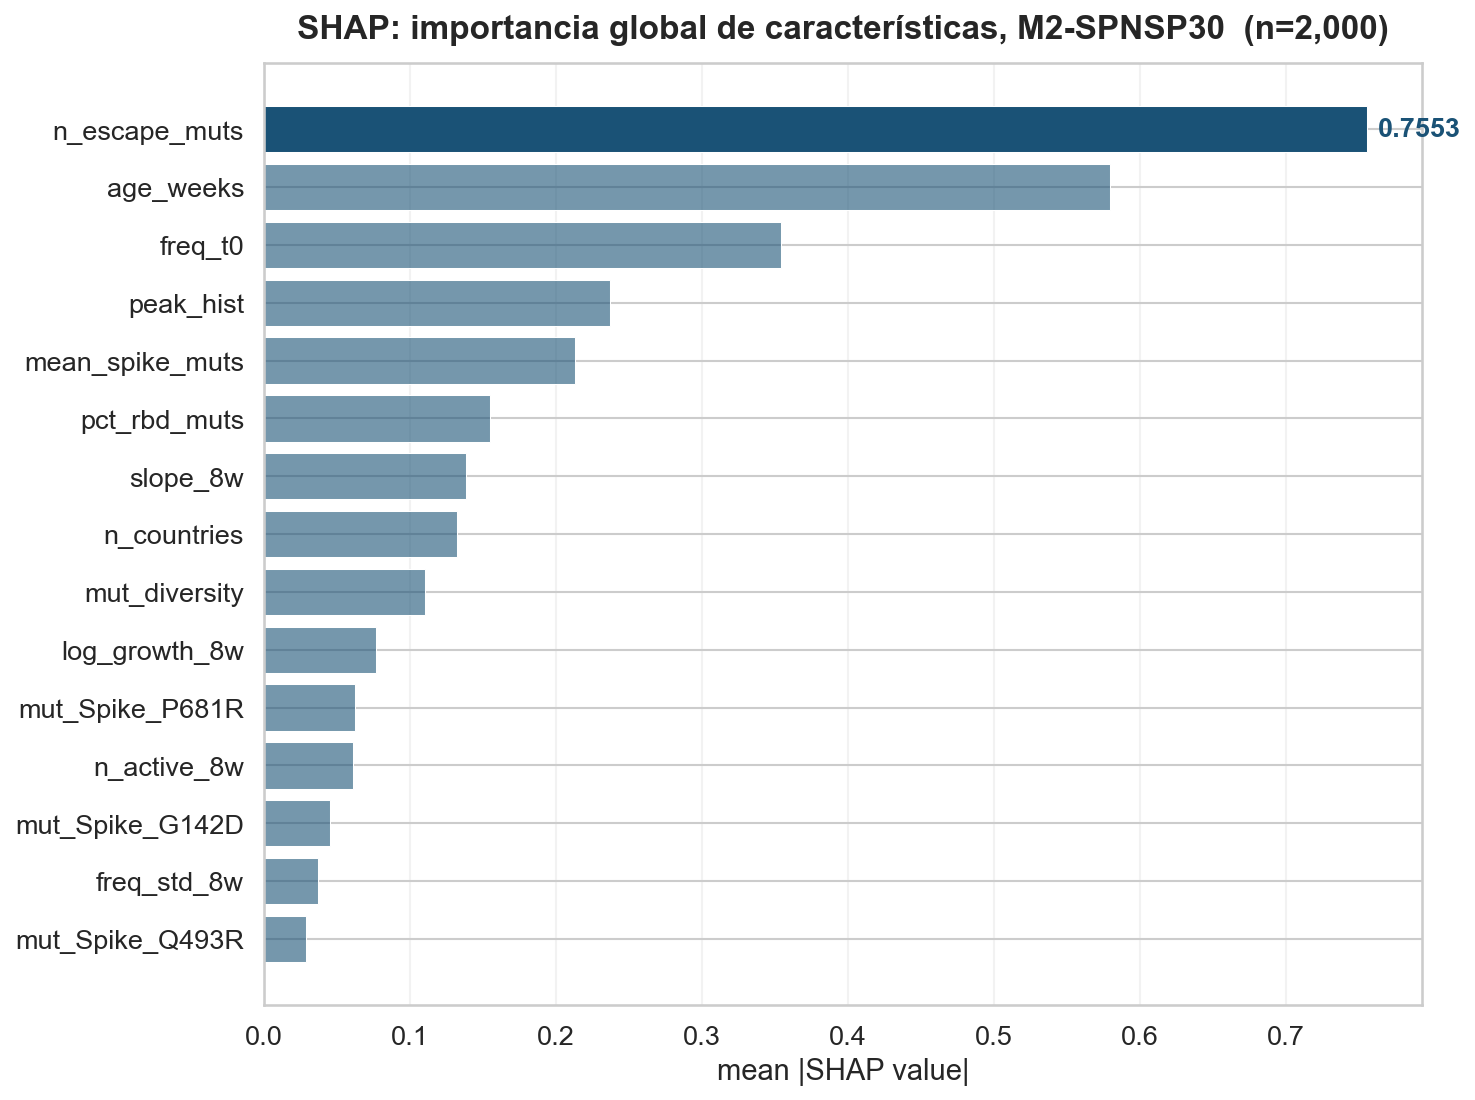 SHAP: importancia global de características, M2-SPNSP30  (n=2,000)
n_escape_muts
0.7553
age_weeks
freq_t0
peak_hist
mean_spike_muts
pct_rbd_muts
slope_8w
n_countries
mut_diversity
log_growth_8w
mut_Spike_P681R
n_active_8w
mut_Spike_G142D
freq_std_8w
mut_Spike_Q493R
0.0 0.1 0.2 0.3 0.4 0.5 0.6 0.7
mean |SHAP value|